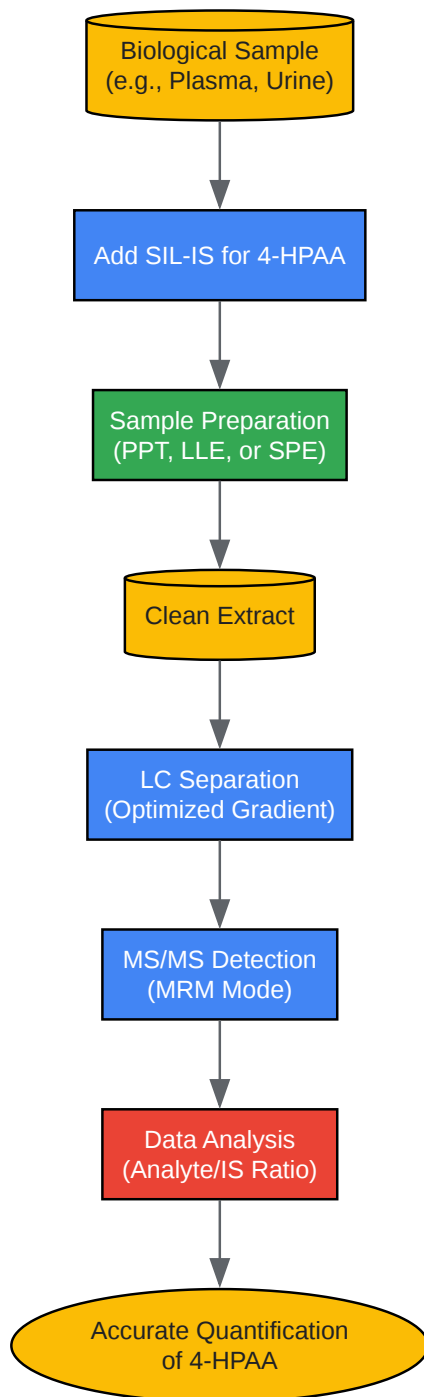 Biological Sample
(e.g., Plasma, Urine)
Add SIL-IS for 4-HPAA
Sample Preparation
(PPT, LLE, or SPE)
Clean Extract
LC Separation
(Optimized Gradient)
MS/MS Detection
(MRM Mode)
Data Analysis
(Analyte/IS Ratio)
Accurate Quantification
of 4-HPAA